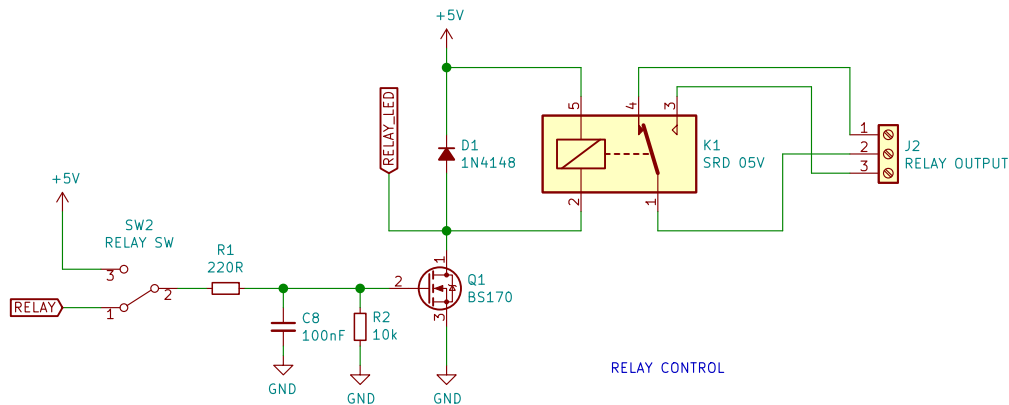 +5V
RELAY_LED
5
4
3
1
2
3
J2
RELAY OUTPUT
D1
1N4148
K1
SRD 05V
2
1
+5V
SW2
RELAY SW
3
2
1
RELAY
R1
220R
1
2
3
Q1
BS170
C8
100nF
R2
10k
GND
GND
GND
RELAY CONTROL